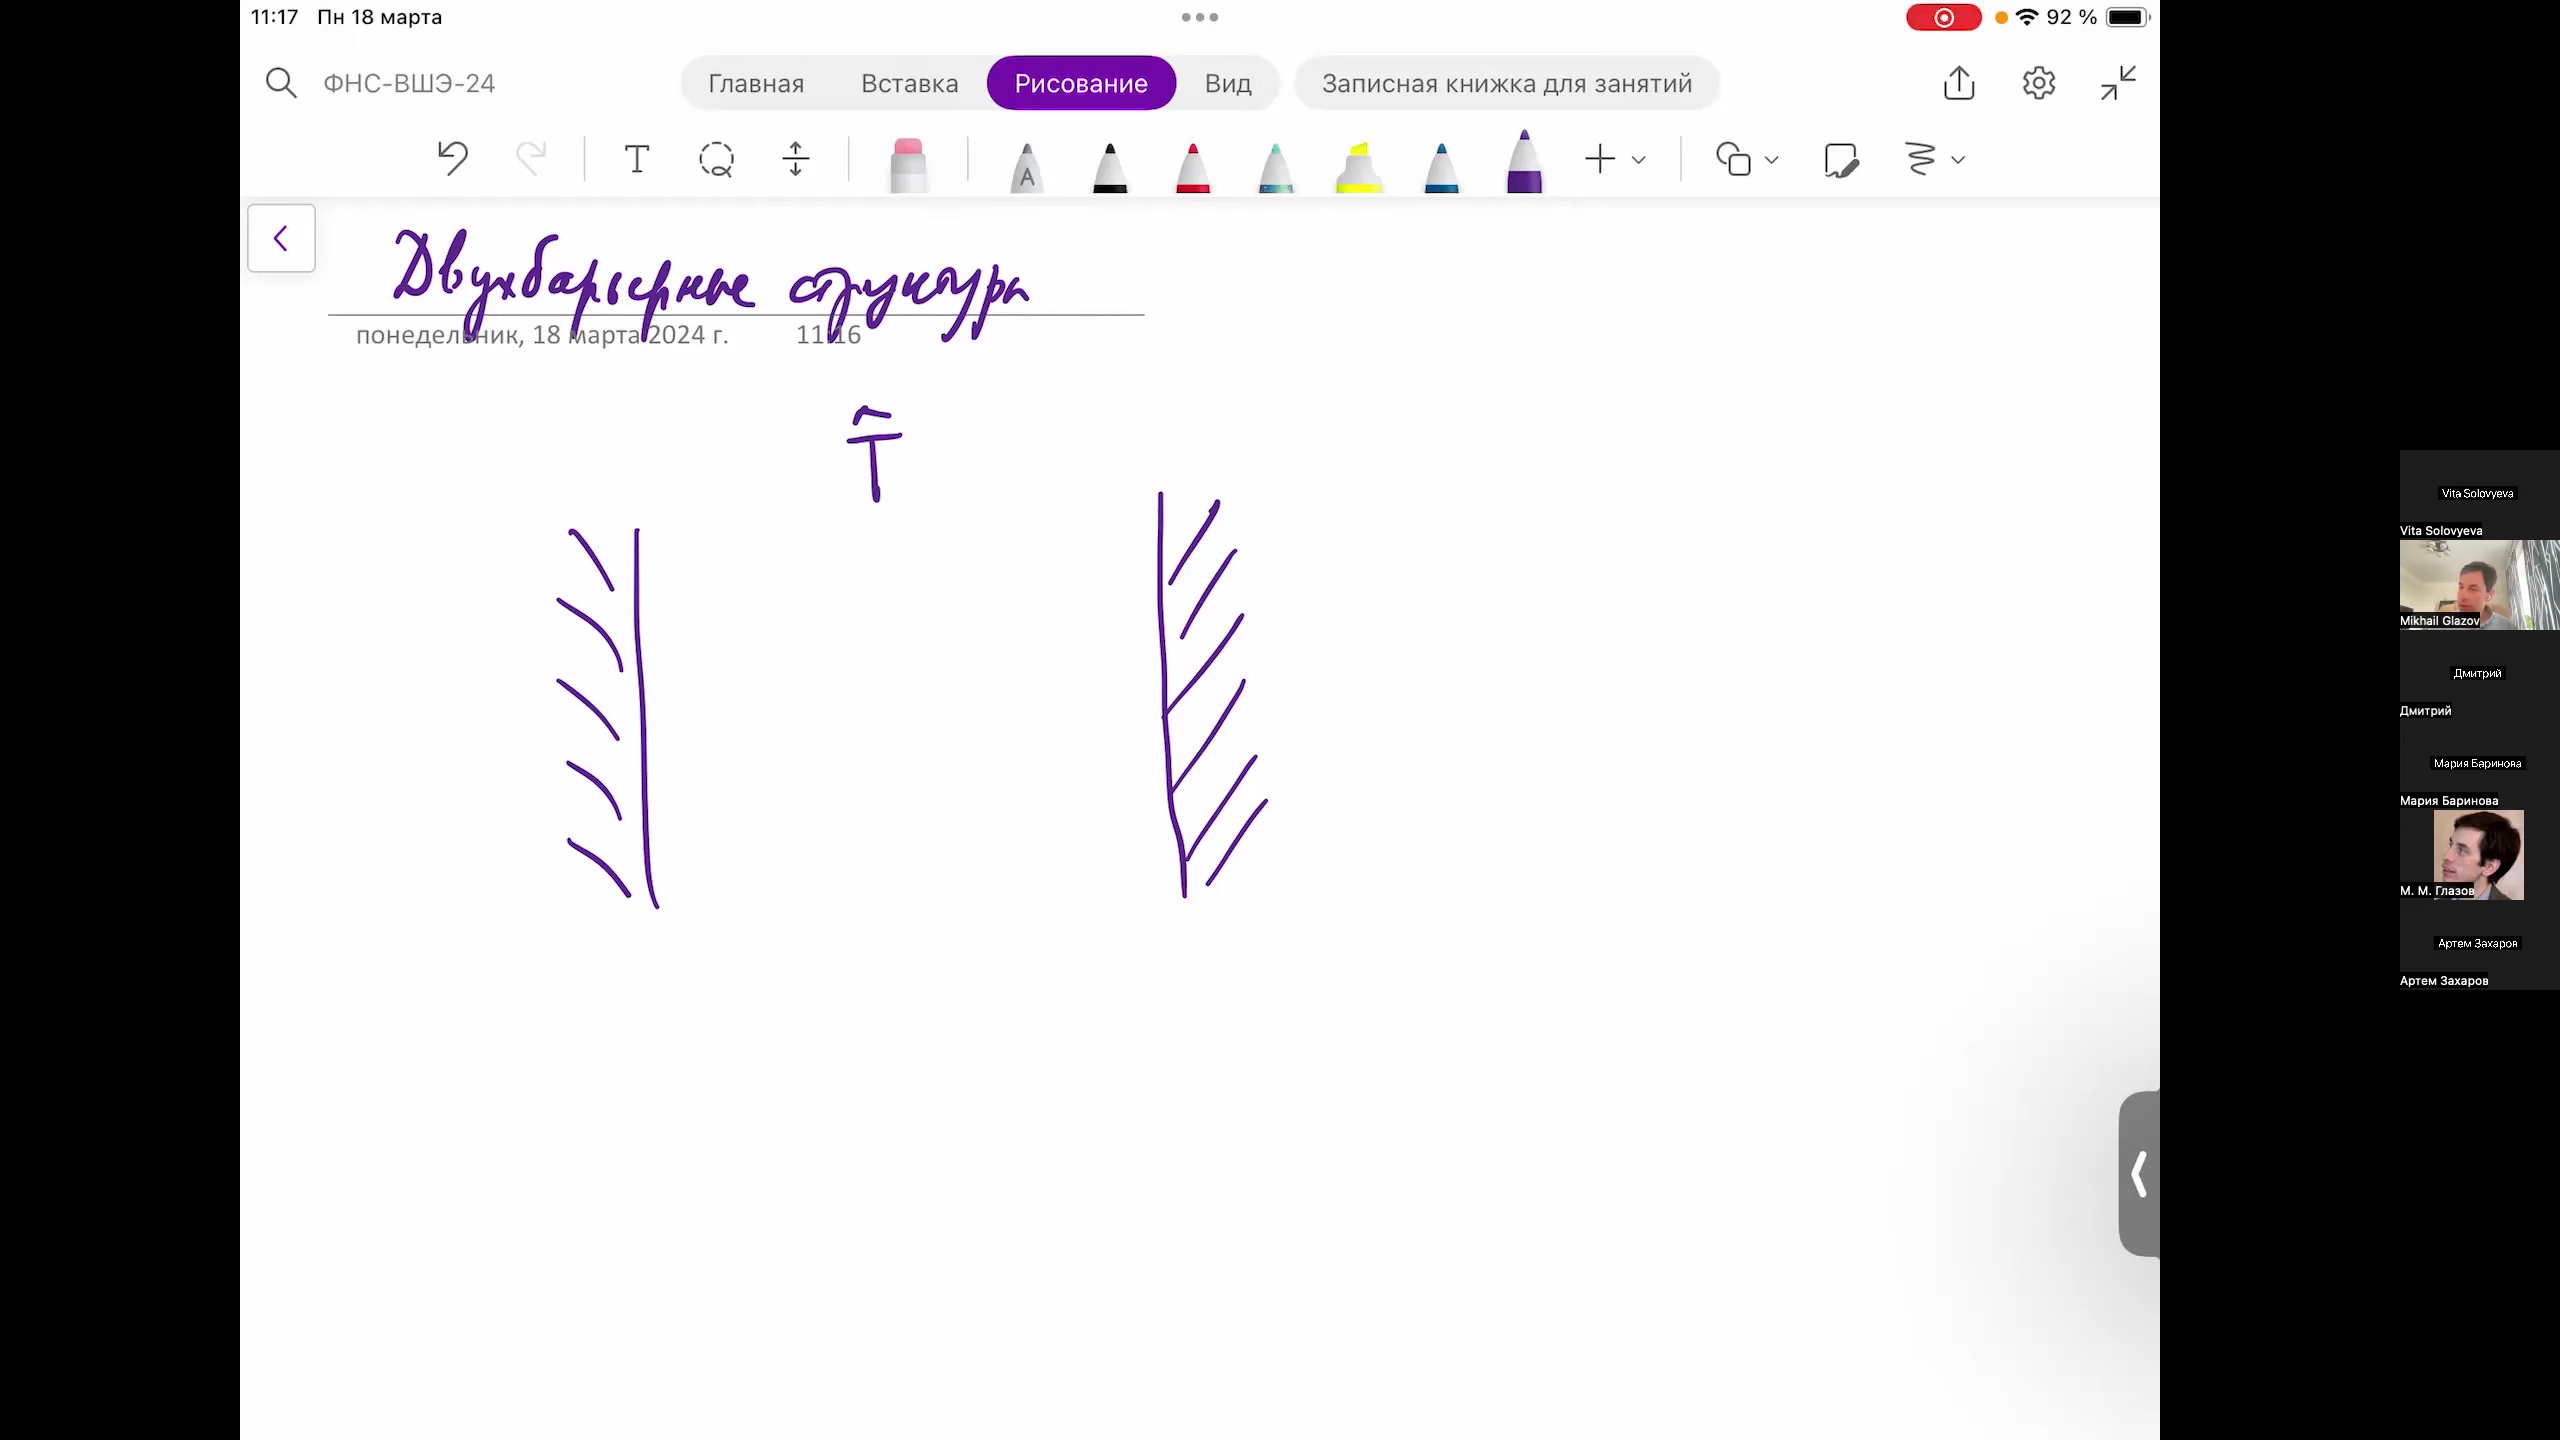 11:17 Пн 18 марта
92 %
ФНС-ВШЭ-24
Главная Вставка Рисование Вид Записная книжка для занятий
T
A
Двухбарьерные структуры
понедельник, 18 марта 2024 г. 11:16
T̂
Vita Solovyeva
Vita Solovyeva
Mikhail Glazov
Дмитрий
Дмитрий
Мария Баринова
Мария Баринова
М. М. Глазов
Артем Захаров
Артем Захаров